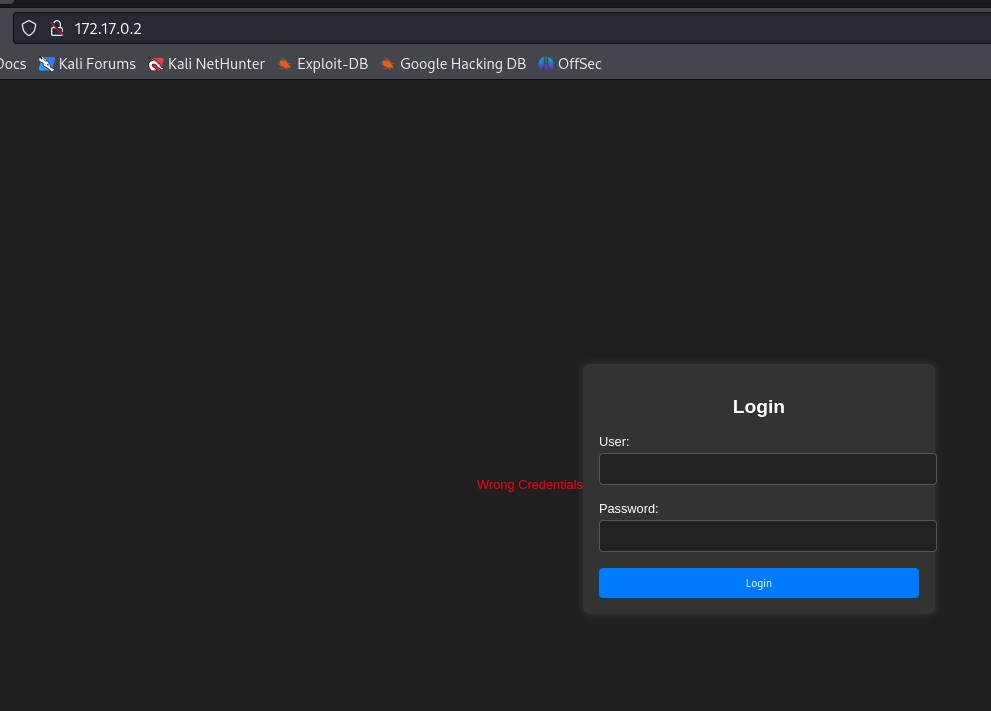 172.17.0.2
Docs Kali Forums Kali NetHunter Exploit-DB Google Hacking DB OffSec
Login
User:
Wrong Credentials
Password:
Login